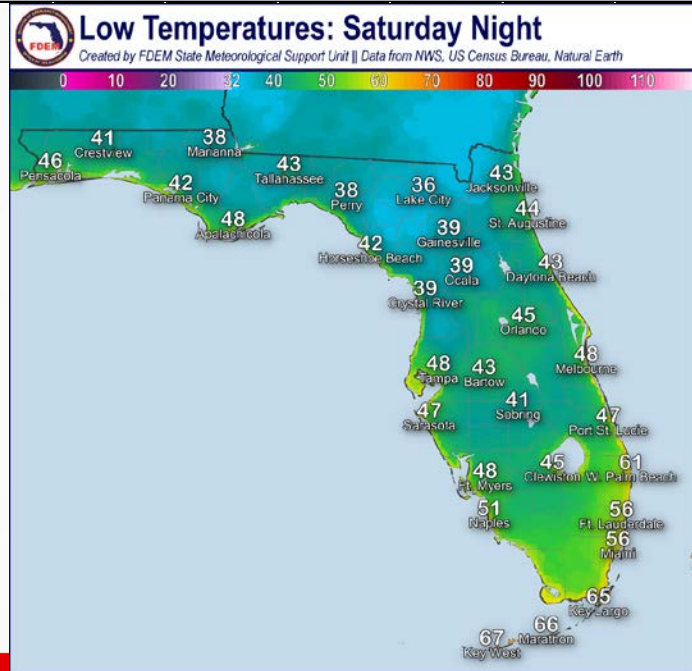 Low Temperatures: Saturday Night
Created by FDEM State Meteorological Support Unit || Data from NWS, US Census Bureau, Natural Earth
FDEM
0 10 20 32 40 50 60 70 80 90 100 110
41
Crestview
38
Marianna
46
Pensacola
43
Tallahassee
43
Jacksonville
42
Panama City
38
Perry
36
Lake City
48
Apalachicola
44
St. Augustine
39
Gainesville
42
Horseshoe Beach
39
Ocala
43
Daytona Beach
39
Crystal River
45
Orlando
48
Tampa
43
Bartow
48
Melbourne
47
Sarasota
41
Sebring
47
Port St. Lucie
48
Ft. Myers
45
Clewiston
61
W. Palm Beach
51
Naples
56
Ft. Lauderdale
56
Miami
65
Key Largo
66
Marathon
67
Key West